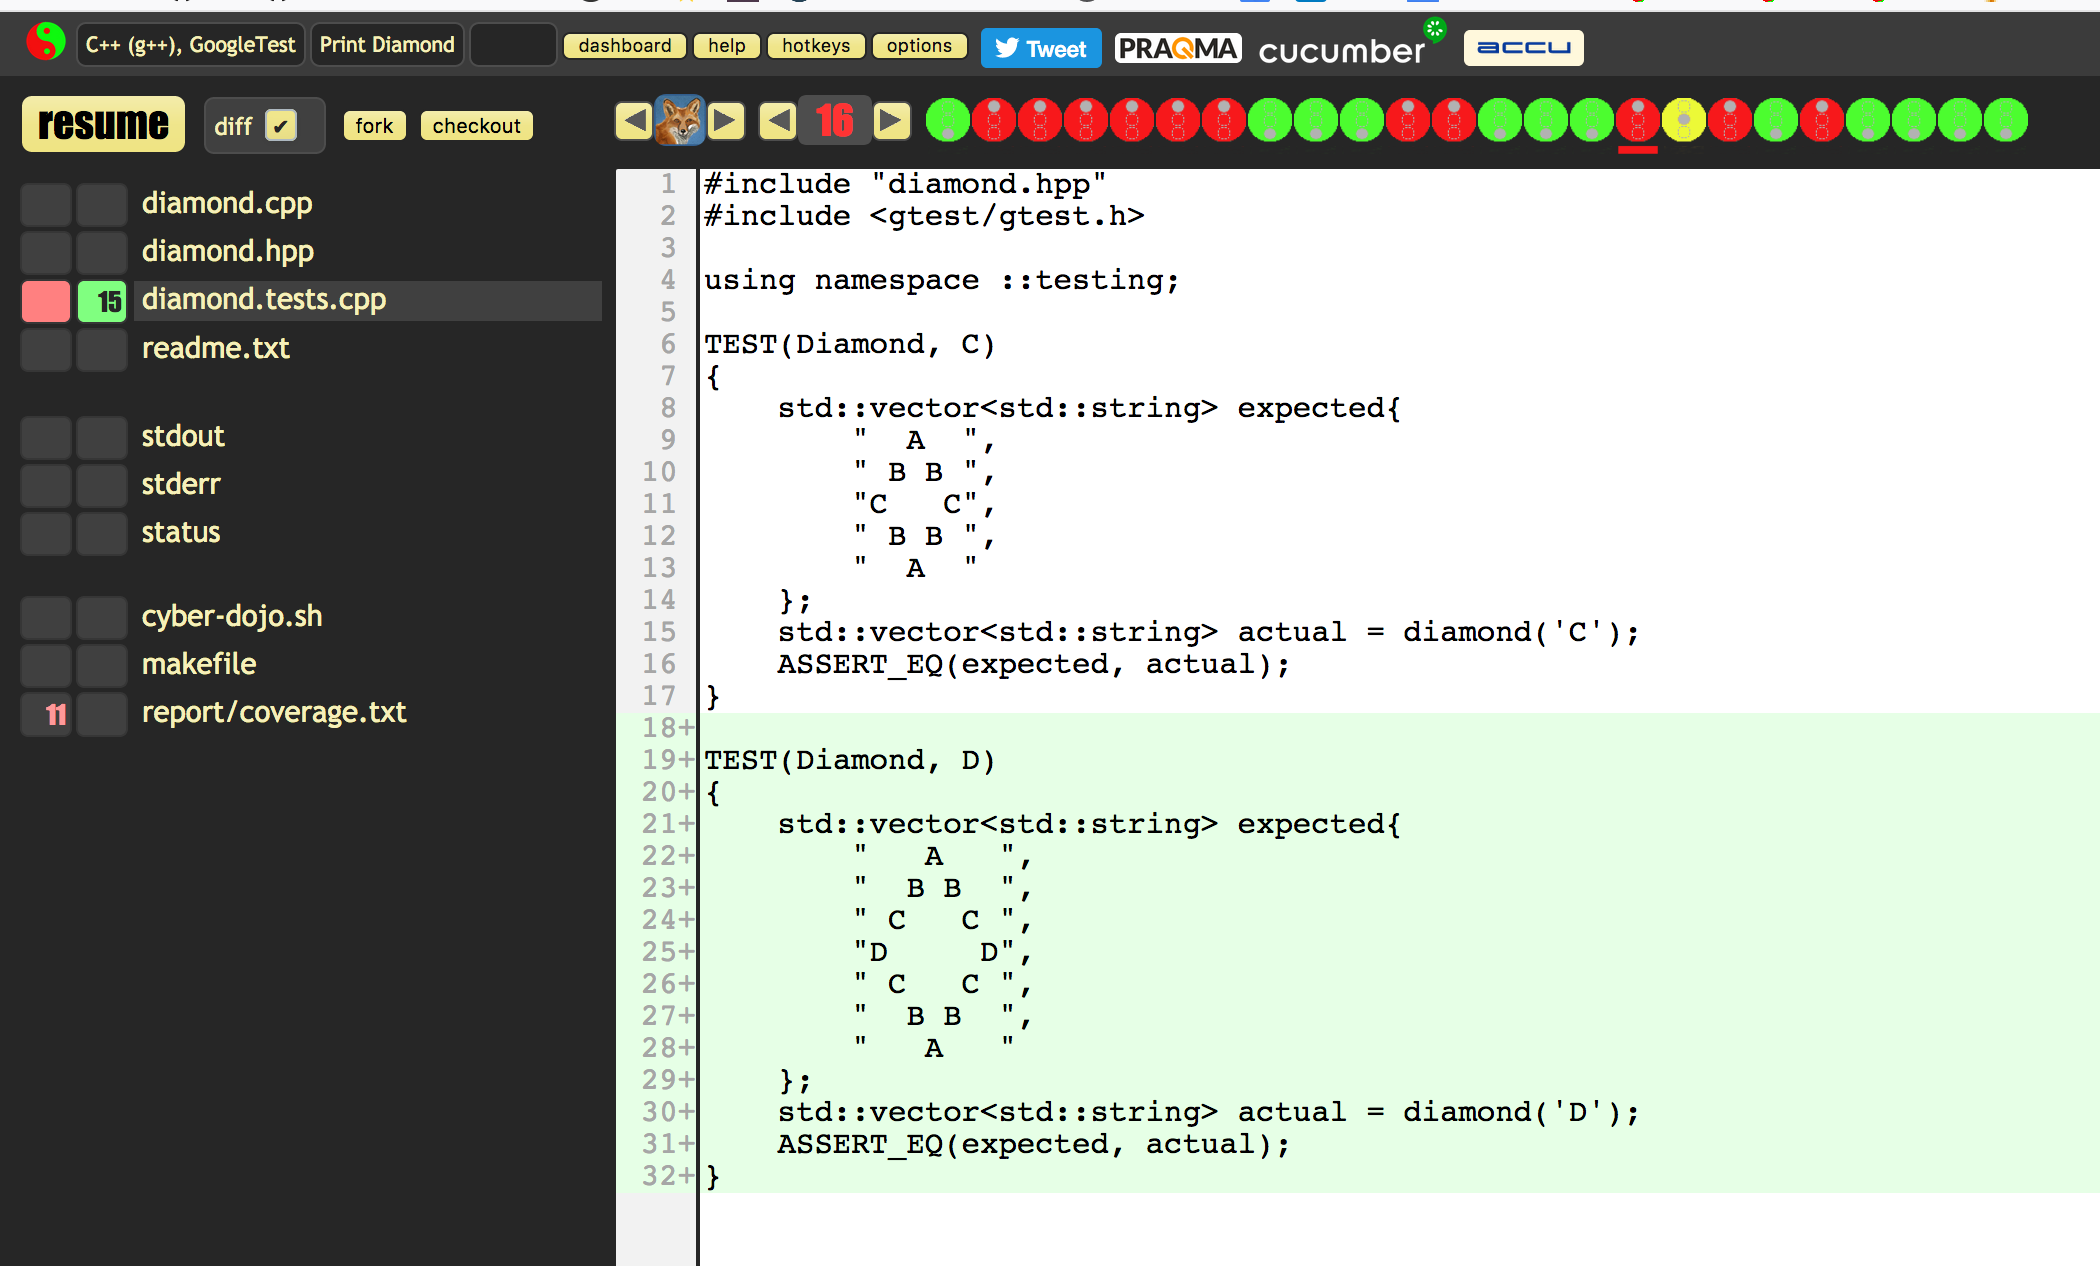 C++ (g++), GoogleTest Print Diamond dashboard help hotkeys options Tweet PRAQMA cucumber accu
resume diff ✔ fork checkout 16
diamond.cpp
diamond.hpp
15 diamond.tests.cpp
readme.txt
stdout
stderr
status
cyber-dojo.sh
makefile
11 report/coverage.txt
1 #include "diamond.hpp"
2 #include <gtest/gtest.h>
3
4 using namespace ::testing;
5
6 TEST(Diamond, C)
7 {
8     std::vector<std::string> expected{
9         "  A  ",
10         " B B ",
11         "C   C",
12         " B B ",
13         "  A  "
14     };
15     std::vector<std::string> actual = diamond('C');
16     ASSERT_EQ(expected, actual);
17 }
18+
19+ TEST(Diamond, D)
20+ {
21+     std::vector<std::string> expected{
22+         "   A   ",
23+         "  B B  ",
24+         " C   C ",
25+         "D     D",
26+         " C   C ",
27+         "  B B  ",
28+         "   A   "
29+     };
30+     std::vector<std::string> actual = diamond('D');
31+     ASSERT_EQ(expected, actual);
32+ }